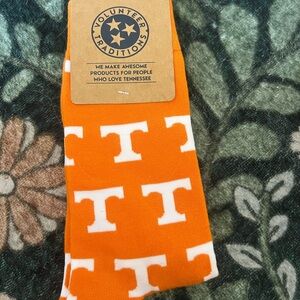 VOLUNTEER
TRADITIONS
WE MAKE AWESOME
PRODUCTS FOR PEOPLE
WHO LOVE TENNESSEE
T T
T T
T T
T T